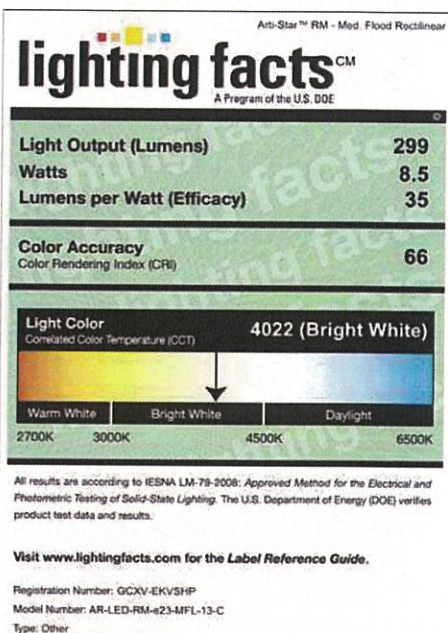 Arti-Star™ RM - Med. Flood Rectilinear
lighting facts℠
A Program of the U.S. DOE
Light Output (Lumens) 299
Watts 8.5
Lumens per Watt (Efficacy) 35
Color Accuracy 66
Color Rendering Index (CRI)
Light Color 4022 (Bright White)
Correlated Color Temperature (CCT)
Warm White Bright White Daylight
2700K 3000K 4500K 6500K
All results are according to IESNA LM-79-2008: Approved Method for the Electrical and
Photometric Testing of Solid-State Lighting. The U.S. Department of Energy (DOE) verifies
product test data and results.
Visit www.lightingfacts.com for the Label Reference Guide.
Registration Number: GCXV-EKVSHP
Model Number: AR-LED-RM-e23-MFL-13-C
Type: Other